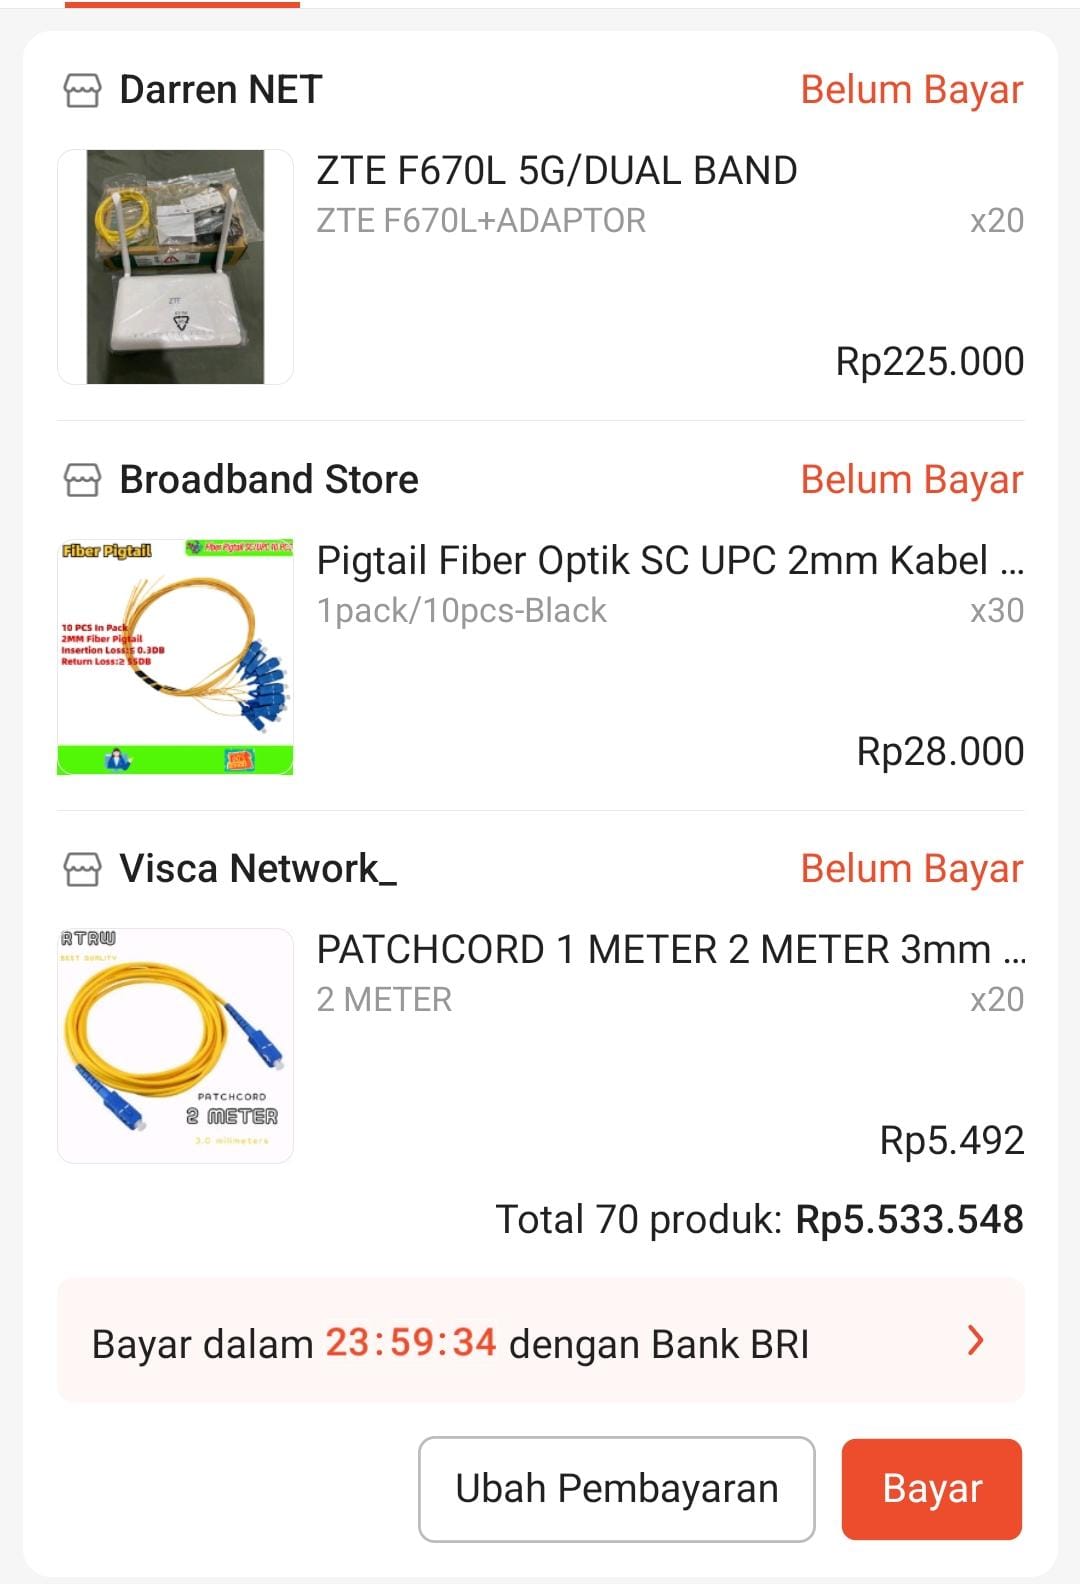 Darren NET
Belum Bayar
ZTE F670L 5G/DUAL BAND
ZTE F670L+ADAPTOR
x20
ZTE
Rp225.000
Broadband Store
Belum Bayar
Fiber Pigtail
Fiber Pigtail SC/UPC 10 PC
10 PCS In Pack
2MM Fiber Pigtail
Insertion Loss:≤ 0.3DB
Return Loss:≥ 55DB
Pigtail Fiber Optik SC UPC 2mm Kabel ...
1pack/10pcs-Black
x30
Rp28.000
Visca Network_
Belum Bayar
RTRW
BEST QUALITY
PATCHCORD
2 METER
3.0 milimeters
PATCHCORD 1 METER 2 METER 3mm ...
2 METER
x20
Rp5.492
Total 70 produk: Rp5.533.548
Bayar dalam 23:59:34 dengan Bank BRI
Ubah Pembayaran
Bayar